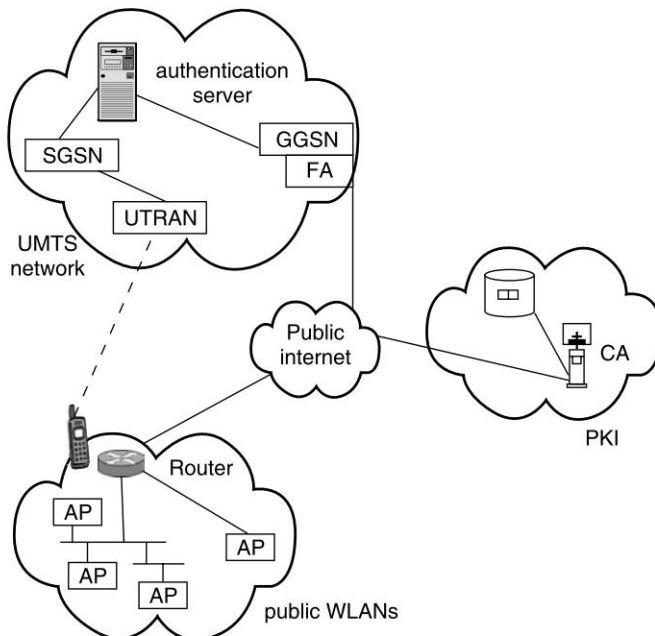 authentication
server
GGSN
SGSN
FA
UTRAN
UMTS
network
Public
internet
CA
PKI
Router
AP
AP
AP
AP
public WLANs